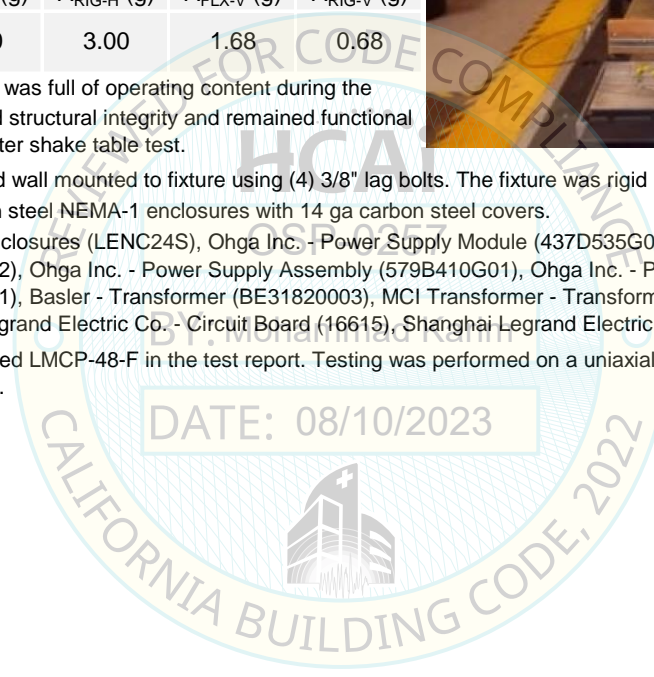 A RIG-H (g) A FLX-V (g) A RIG-V (g)
3.00 1.68 0.68
was full of operating content during the
structural integrity and remained functional
ter shake table test.
wall mounted to fixture using (4) 3/8" lag bolts. The fixture was rigid
steel NEMA-1 enclosures with 14 ga carbon steel covers.
closures (LENC24S), Ohga Inc. - Power Supply Module (437D535G0
2), Ohga Inc. - Power Supply Assembly (579B410G01), Ohga Inc. - P
1), Basler - Transformer (BE31820003), MCI Transformer - Transform
grand Electric Co. - Circuit Board (16615), Shanghai Legrand Electric
ed LMCP-48-F in the test report. Testing was performed on a uniaxial
REVIEWED FOR CODE COMPLIANCE
HCAi
OSP-0257
BY: Mohammad Karim
DATE: 08/10/2023
CALIFORNIA BUILDING CODE, 2022